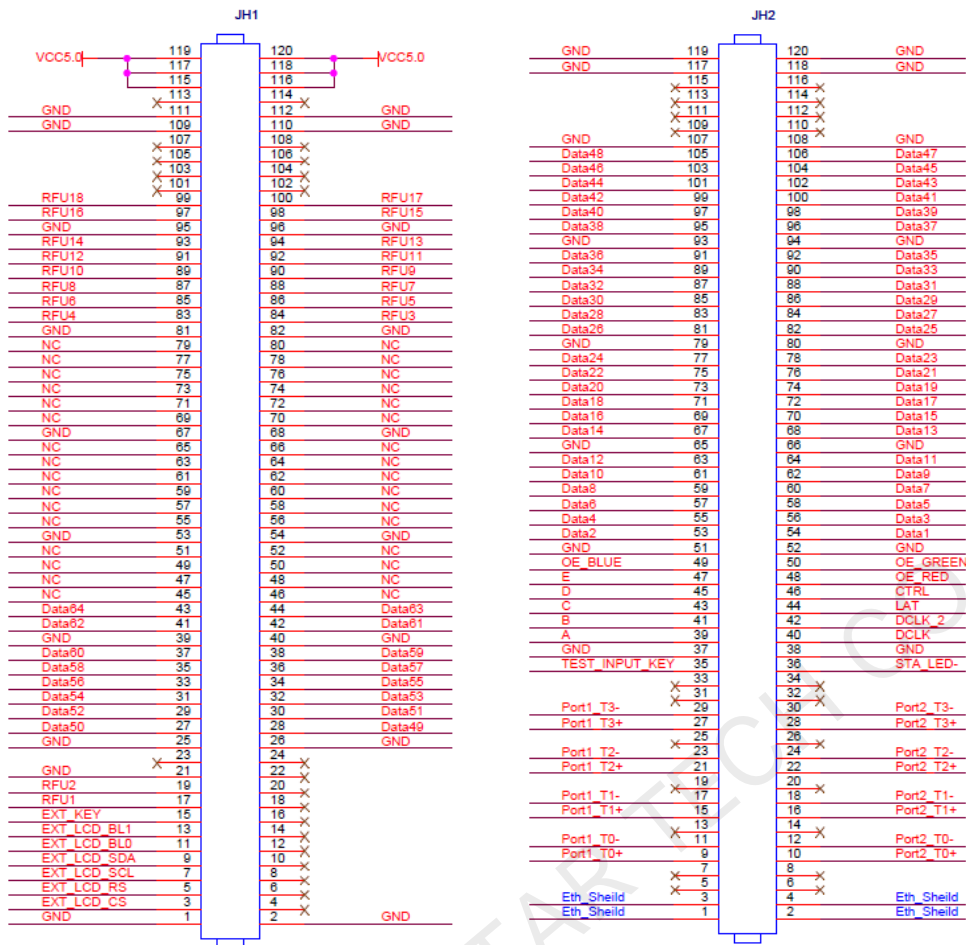 JH1
VCC5.0 119 120 VCC5.0
117 118
115 116
113 114
GND 111 112 GND
GND 109 110 GND
107 108
105 106
103 104
101 102
RFU18 99 100 RFU17
RFU16 97 98 RFU15
GND 95 96 GND
RFU14 93 94 RFU13
RFU12 91 92 RFU11
RFU10 89 90 RFU9
RFU8 87 88 RFU7
RFU6 85 86 RFU5
RFU4 83 84 RFU3
GND 81 82 GND
NC 79 80 NC
NC 77 78 NC
NC 75 76 NC
NC 73 74 NC
NC 71 72 NC
NC 69 70 NC
GND 67 68 GND
NC 65 66 NC
NC 63 64 NC
NC 61 62 NC
NC 59 60 NC
NC 57 58 NC
NC 55 56 NC
GND 53 54 GND
NC 51 52 NC
NC 49 50 NC
NC 47 48 NC
NC 45 46 NC
Data64 43 44 Data63
Data62 41 42 Data61
GND 39 40 GND
Data60 37 38 Data59
Data58 35 36 Data57
Data56 33 34 Data55
Data54 31 32 Data53
Data52 29 30 Data51
Data50 27 28 Data49
GND 25 26 GND
23 24
GND 21 22
RFU2 19 20
RFU1 17 18
EXT_KEY 15 16
EXT_LCD_BL1 13 14
EXT_LCD_BL0 11 12
EXT_LCD_SDA 9 10
EXT_LCD_SCL 7 8
EXT_LCD_RS 5 6
EXT_LCD_CS 3 4
GND 1 2 GND
JH2
GND 119 120 GND
GND 117 118 GND
115 116
113 114
111 112
109 110
GND 107 108 GND
Data48 105 106 Data47
Data46 103 104 Data45
Data44 101 102 Data43
Data42 99 100 Data41
Data40 97 98 Data39
Data38 95 96 Data37
GND 93 94 GND
Data36 91 92 Data35
Data34 89 90 Data33
Data32 87 88 Data31
Data30 85 86 Data29
Data28 83 84 Data27
Data26 81 82 Data25
GND 79 80 GND
Data24 77 78 Data23
Data22 75 76 Data21
Data20 73 74 Data19
Data18 71 72 Data17
Data16 69 70 Data15
Data14 67 68 Data13
GND 65 66 GND
Data12 63 64 Data11
Data10 61 62 Data9
Data8 59 60 Data7
Data6 57 58 Data5
Data4 55 56 Data3
Data2 53 54 Data1
GND 51 52 GND
OE_BLUE 49 50 OE_GREEN
E 47 48 OE_RED
D 45 46 CTRL
C 43 44 LAT
B 41 42 DCLK_2
A 39 40 DCLK
GND 37 38 GND
TEST_INPUT_KEY 35 36 STA_LED-
33 34
31 32
Port1_T3- 29 30 Port2_T3-
Port1_T3+ 27 28 Port2_T3+
25 26
Port1_T2- 23 24 Port2_T2-
Port1_T2+ 21 22 Port2_T2+
19 20
Port1_T1- 17 18 Port2_T1-
Port1_T1+ 15 16 Port2_T1+
13 14
Port1_T0- 11 12 Port2_T0-
Port1_T0+ 9 10 Port2_T0+
7 8
5 6
Eth_Sheild 3 4 Eth_Sheild
Eth_Sheild 1 2 Eth_Sheild
TAR TECH CO